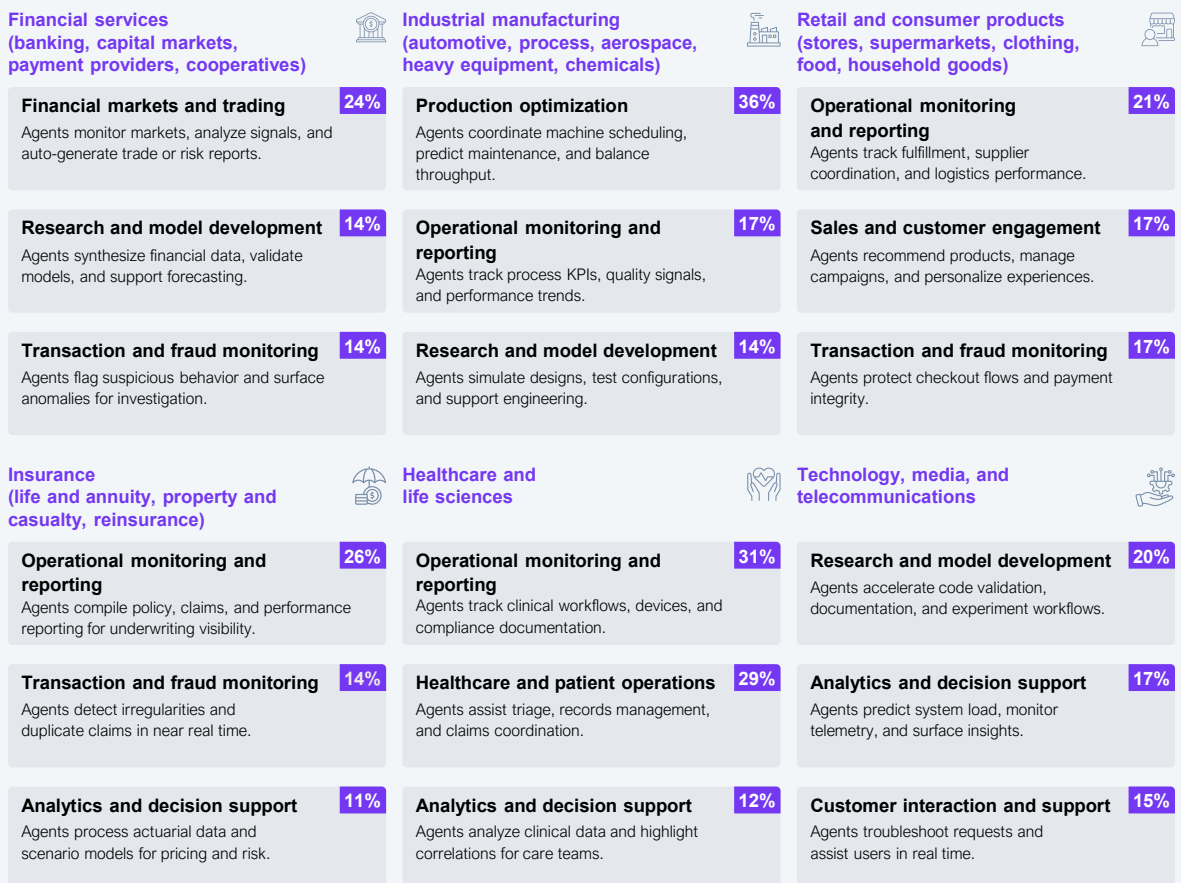 Financial services
(banking, capital markets,
payment providers, cooperatives)
Financial markets and trading
24%
Agents monitor markets, analyze signals, and
auto-generate trade or risk reports.
Research and model development
14%
Agents synthesize financial data, validate
models, and support forecasting.
Transaction and fraud monitoring
14%
Agents flag suspicious behavior and surface
anomalies for investigation.
Industrial manufacturing
(automotive, process, aerospace,
heavy equipment, chemicals)
Production optimization
36%
Agents coordinate machine scheduling,
predict maintenance, and balance
throughput.
Operational monitoring and
reporting
17%
Agents track process KPIs, quality signals,
and performance trends.
Research and model development
14%
Agents simulate designs, test configurations,
and support engineering.
Retail and consumer products
(stores, supermarkets, clothing,
food, household goods)
Operational monitoring
and reporting
21%
Agents track fulfillment, supplier
coordination, and logistics performance.
Sales and customer engagement
17%
Agents recommend products, manage
campaigns, and personalize experiences.
Transaction and fraud monitoring
17%
Agents protect checkout flows and payment
integrity.
Insurance
(life and annuity, property and
casualty, reinsurance)
Operational monitoring and
reporting
26%
Agents compile policy, claims, and performance
reporting for underwriting visibility.
Transaction and fraud monitoring
14%
Agents detect irregularities and
duplicate claims in near real time.
Analytics and decision support
11%
Agents process actuarial data and
scenario models for pricing and risk.
Healthcare and
life sciences
Operational monitoring and
reporting
31%
Agents track clinical workflows, devices, and
compliance documentation.
Healthcare and patient operations
29%
Agents assist triage, records management,
and claims coordination.
Analytics and decision support
12%
Agents analyze clinical data and highlight
correlations for care teams.
Technology, media, and
telecommunications
Research and model development
20%
Agents accelerate code validation,
documentation, and experiment workflows.
Analytics and decision support
17%
Agents predict system load, monitor
telemetry, and surface insights.
Customer interaction and support
15%
Agents troubleshoot requests and
assist users in real time.